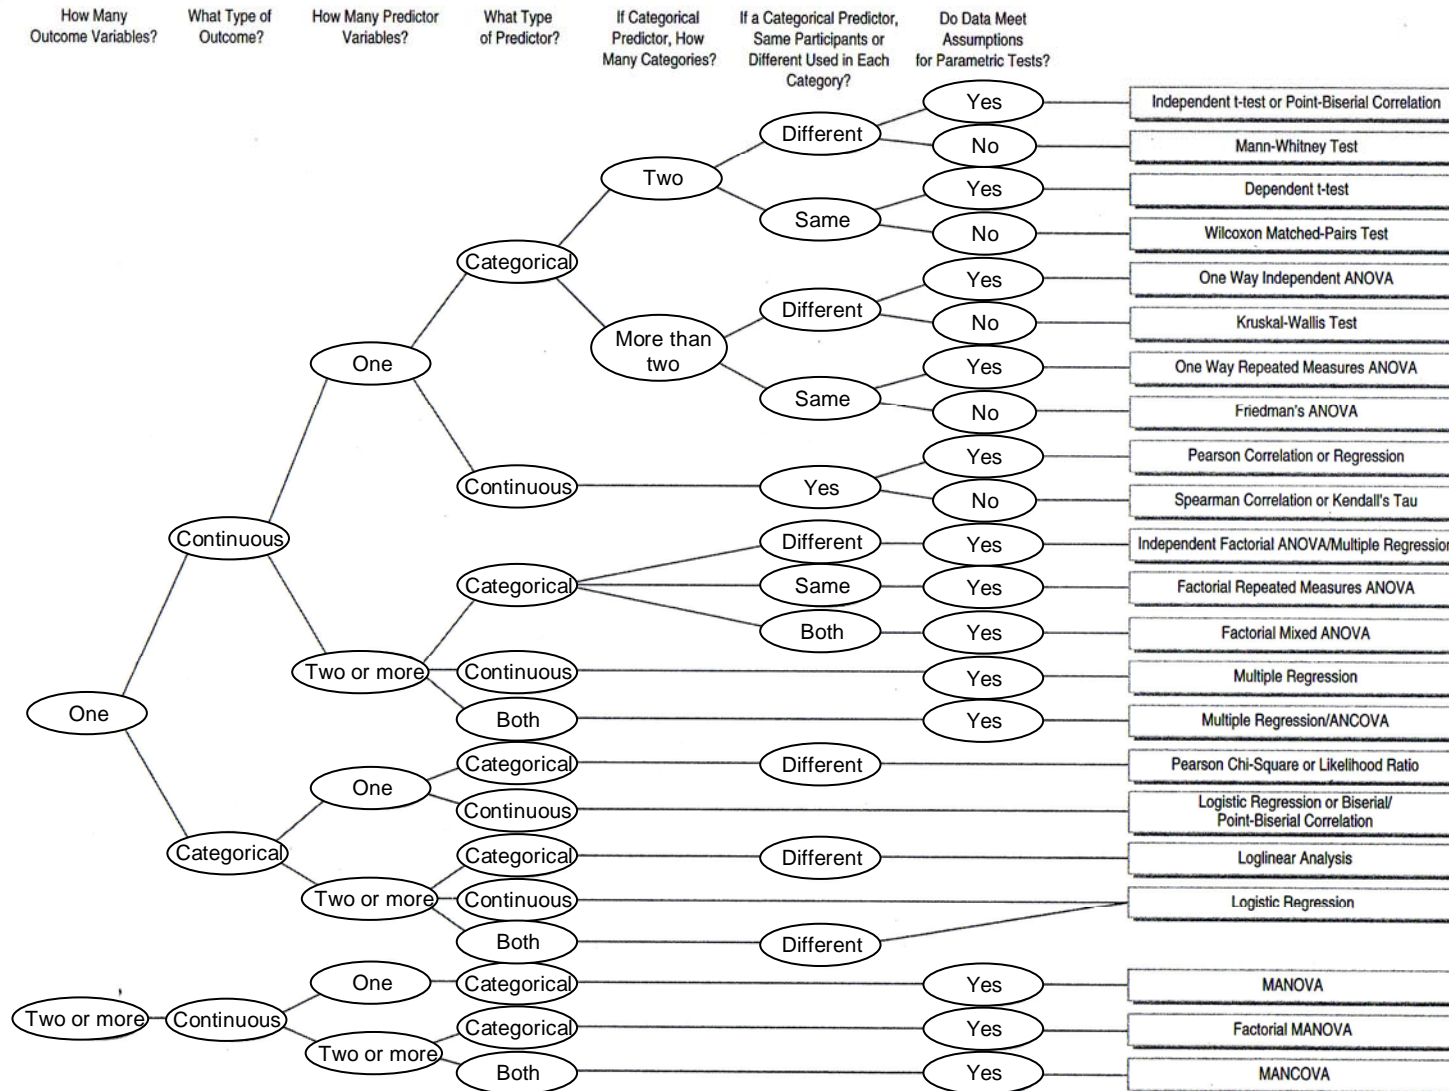 How Many
Outcome Variables?
What Type of
Outcome?
How Many Predictor
Variables?
What Type
of Predictor?
If Categorical
Predictor, How
Many Categories?
If a Categorical Predictor,
Same Participants or
Different Used in Each
Category?
Do Data Meet
Assumptions
for Parametric Tests?
Yes
Independent t-test or Point-Biserial Correlation
Different
No
Mann-Whitney Test
Two
Yes
Dependent t-test
Same
No
Wilcoxon Matched-Pairs Test
Categorical
Yes
One Way Independent ANOVA
Different
No
Kruskal-Wallis Test
More than
two
One
Yes
One Way Repeated Measures ANOVA
Same
No
Friedman's ANOVA
Yes
Pearson Correlation or Regression
Continuous
Yes
No
Spearman Correlation or Kendall's Tau
Continuous
Different
Yes
Independent Factorial ANOVA/Multiple Regression
Categorical
Same
Yes
Factorial Repeated Measures ANOVA
Both
Yes
Factorial Mixed ANOVA
Two or more
Continuous
Yes
Multiple Regression
One
Both
Yes
Multiple Regression/ANCOVA
Categorical
Different
Pearson Chi-Square or Likelihood Ratio
One
Continuous
Logistic Regression or Biserial/
Point-Biserial Correlation
Categorical
Categorical
Different
Loglinear Analysis
Two or more
Continuous
Logistic Regression
Both
Different
One
Categorical
Yes
MANOVA
Two or more
Continuous
Categorical
Yes
Factorial MANOVA
Two or more
Both
Yes
MANCOVA